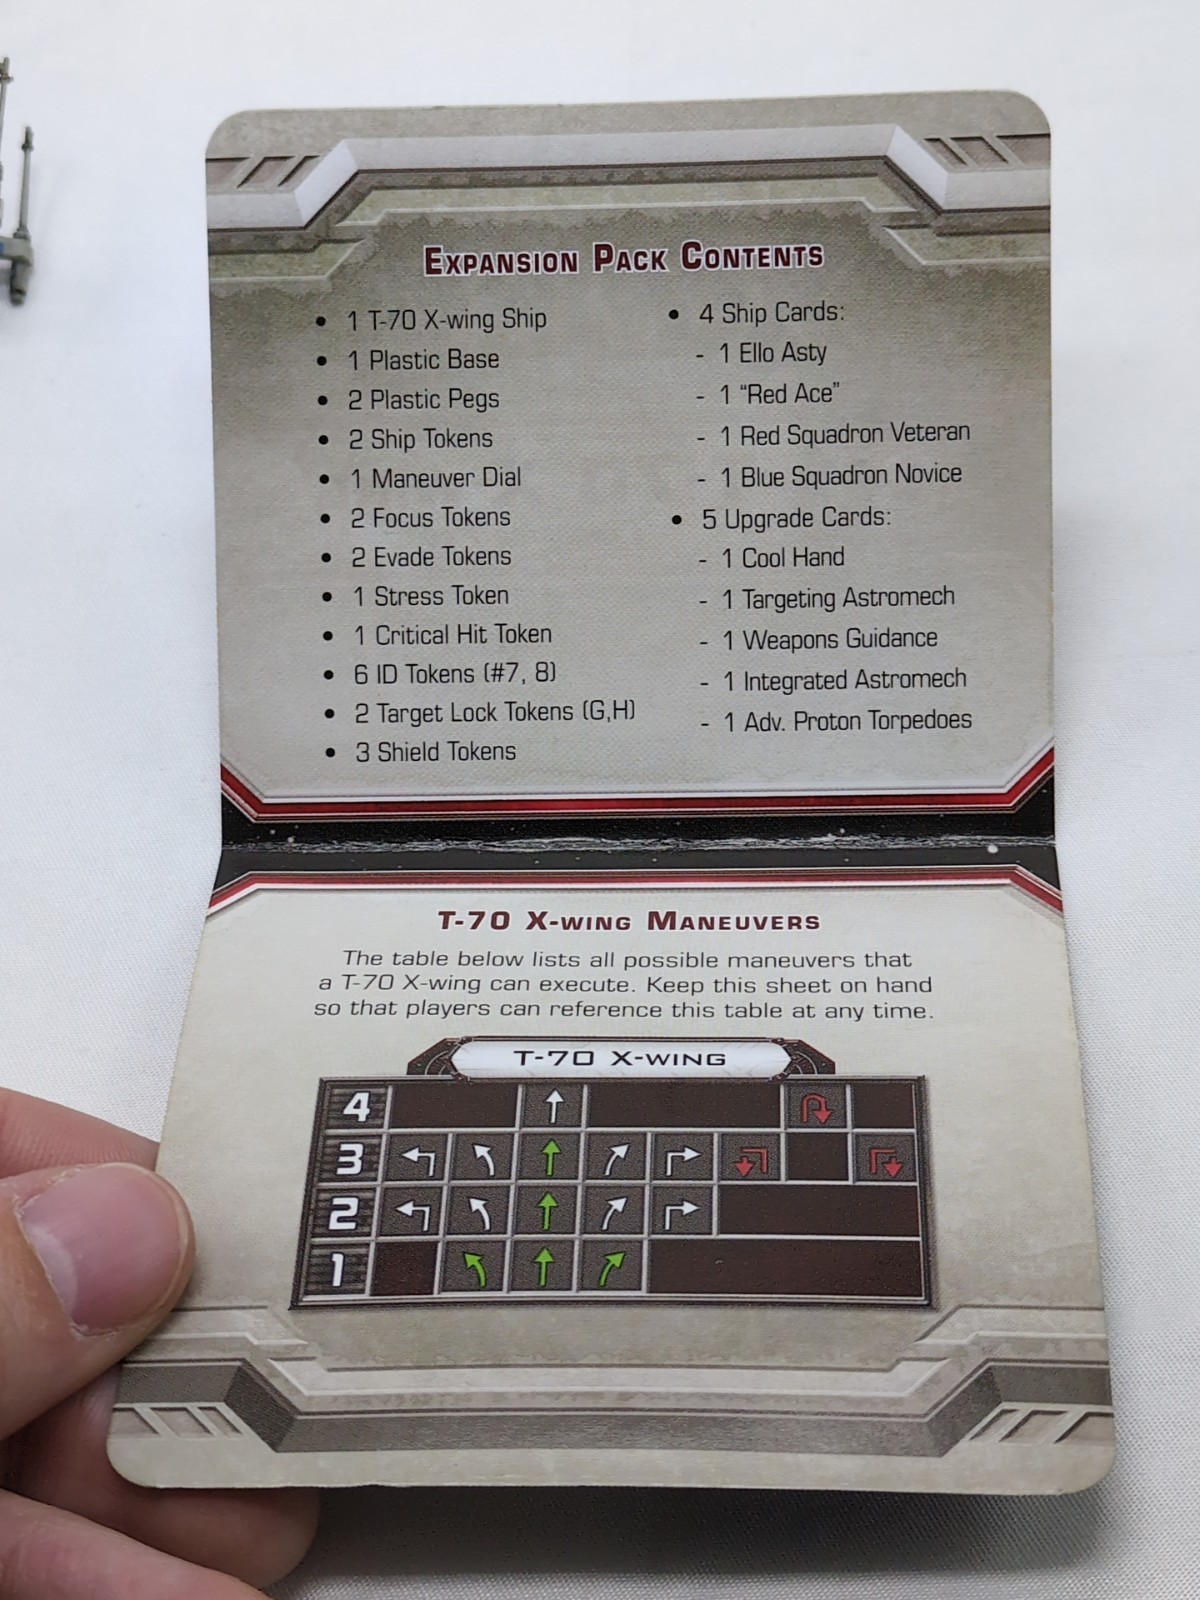 Expansion Pack Contents
• 1 T-70 X-wing Ship
• 1 Plastic Base
• 2 Plastic Pegs
• 2 Ship Tokens
• 1 Maneuver Dial
• 2 Focus Tokens
• 2 Evade Tokens
• 1 Stress Token
• 1 Critical Hit Token
• 6 ID Tokens (#7, 8)
• 2 Target Lock Tokens (G,H)
• 3 Shield Tokens
• 4 Ship Cards:
- 1 Ello Asty
- 1 “Red Ace”
- 1 Red Squadron Veteran
- 1 Blue Squadron Novice
• 5 Upgrade Cards:
- 1 Cool Hand
- 1 Targeting Astromech
- 1 Weapons Guidance
- 1 Integrated Astromech
- 1 Adv. Proton Torpedoes
T-70 X-wing Maneuvers
The table below lists all possible maneuvers that
a T-70 X-wing can execute. Keep this sheet on hand
so that players can reference this table at any time.
T-70 X-wing
4
3
2
1